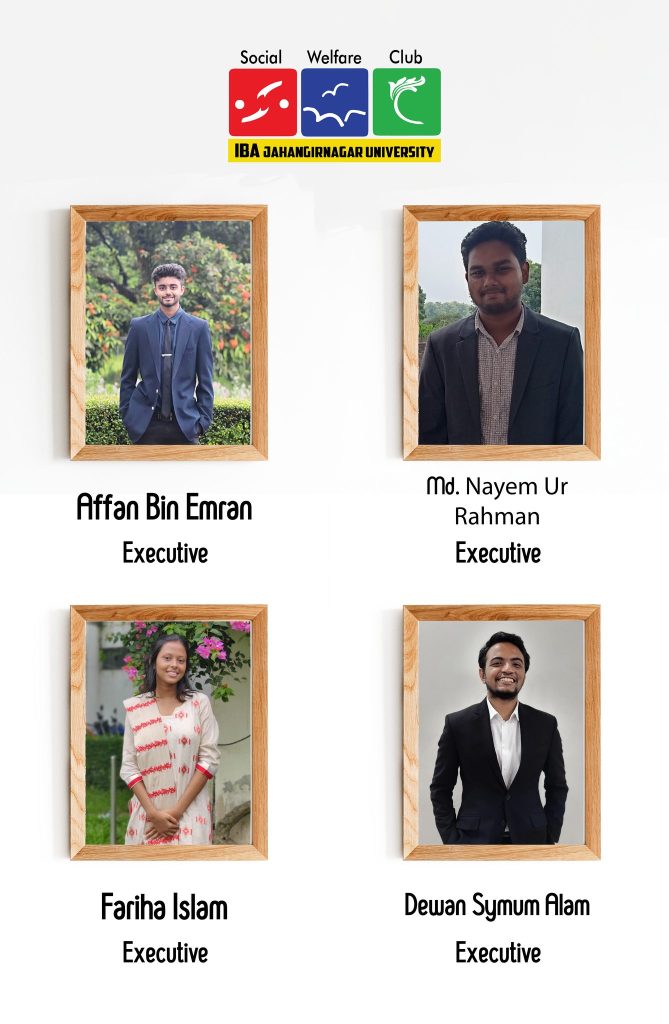 Social Welfare Club
IBA JAHANGIRNAGAR UNIVERSITY
Affan Bin Emran
Executive
Md. Nayem Ur
Rahman
Executive
Fariha Islam
Executive
Dewan Symum Alam
Executive